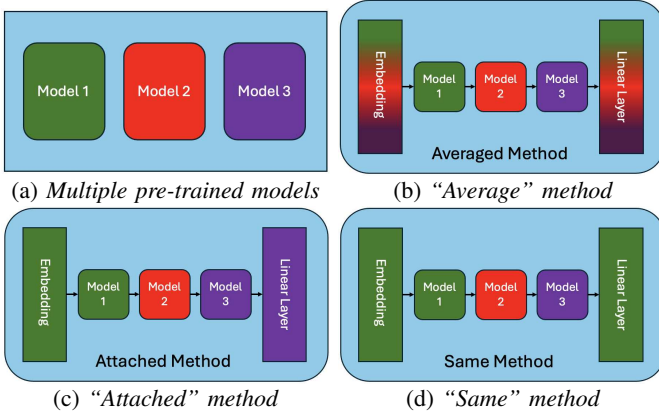 Model 1
Model 2
Model 3
(a) Multiple pre-trained models
Embedding
Model
1
Model
2
Model
3
Linear Layer
Averaged Method
(b) “Average” method
Embedding
Model
1
Model
2
Model
3
Linear Layer
Attached Method
(c) “Attached” method
Embedding
Model
1
Model
2
Model
3
Linear Layer
Same Method
(d) “Same” method